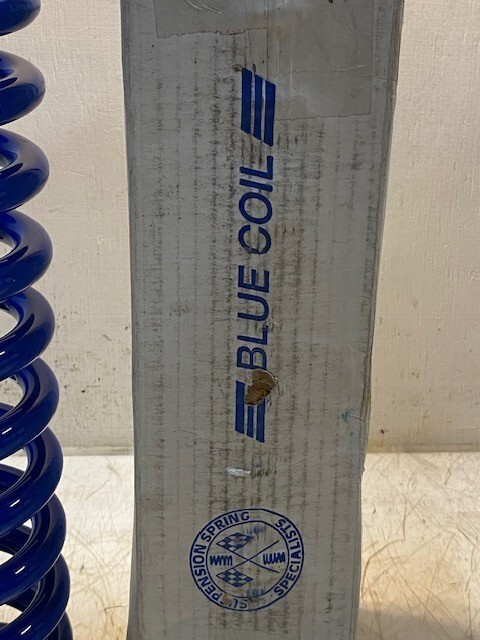 BLUE COIL
SUSPENSION SPRING SPECIALISTS